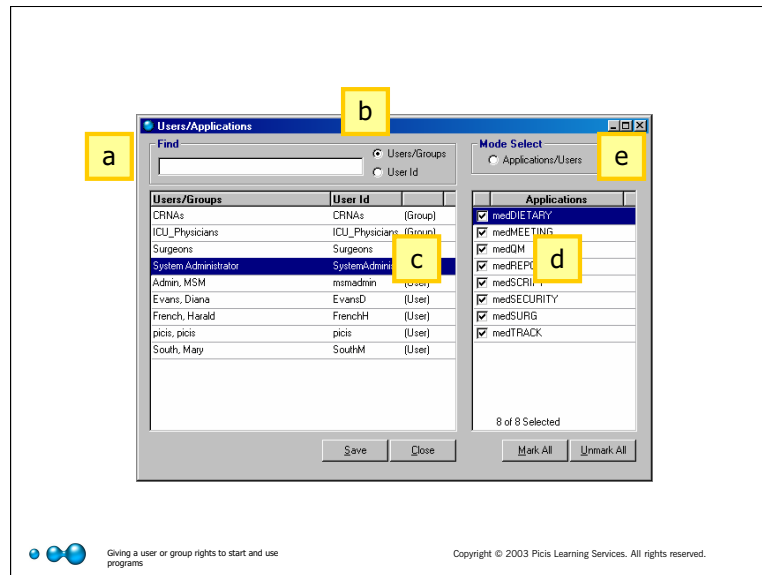 b
Users/Applications
a
Find
Users/Groups
User Id
Mode Select
Applications/Users
e
Users/Groups User Id
CRNAs CRNAs (Group)
ICU_Physicians ICU_Physicians (Group)
Surgeons Surgeons
System Administrator
Admin, MSM msmadmin (User)
Evans, Diana EvansD (User)
French, Harald FrenchH (User)
picis, picis picis (User)
South, Mary SouthM (User)
c
Applications
medDIETARY
medMEETING
medQM
medSECURITY
medSURG
medTRACK
d
8 of 8 Selected
Save Close
Mark All Unmark All
Giving a user or group rights to start and use
programs
Copyright © 2003 Picis Learning Services. All rights reserved.